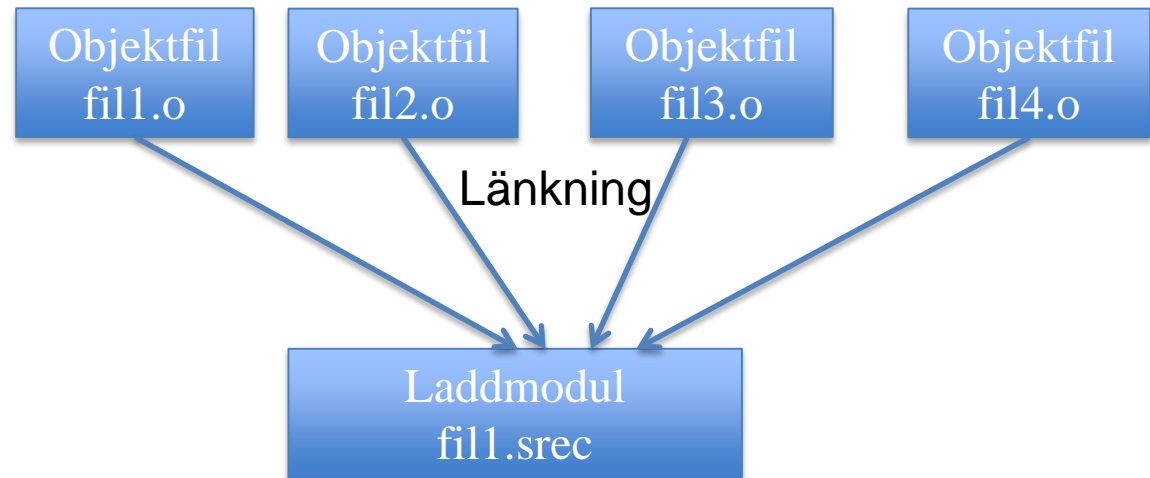 Objektfil
fil1.o
Objektfil
fil2.o
Objektfil
fil3.o
Objektfil
fil4.o
Länkning
Laddmodul
fil1.srec